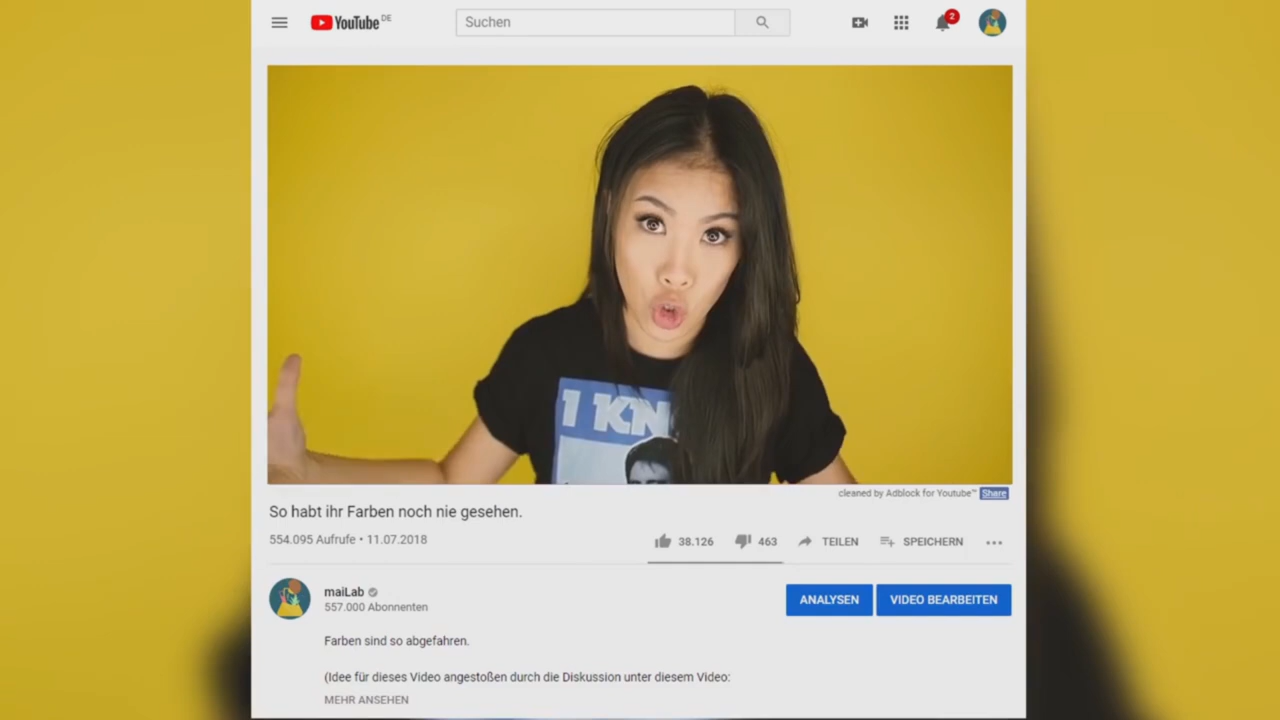 YouTube DE
Suchen
2
1 KN
cleaned by Adblock for Youtube™ Share
So habt ihr Farben noch nie gesehen.
554.095 Aufrufe • 11.07.2018
38.126 463 TEILEN SPEICHERN
maiLab
557.000 Abonnenten
ANALYSEN VIDEO BEARBEITEN
Farben sind so abgefahren.
(Idee für dieses Video angestoßen durch die Diskussion unter diesem Video:
MEHR ANSEHEN